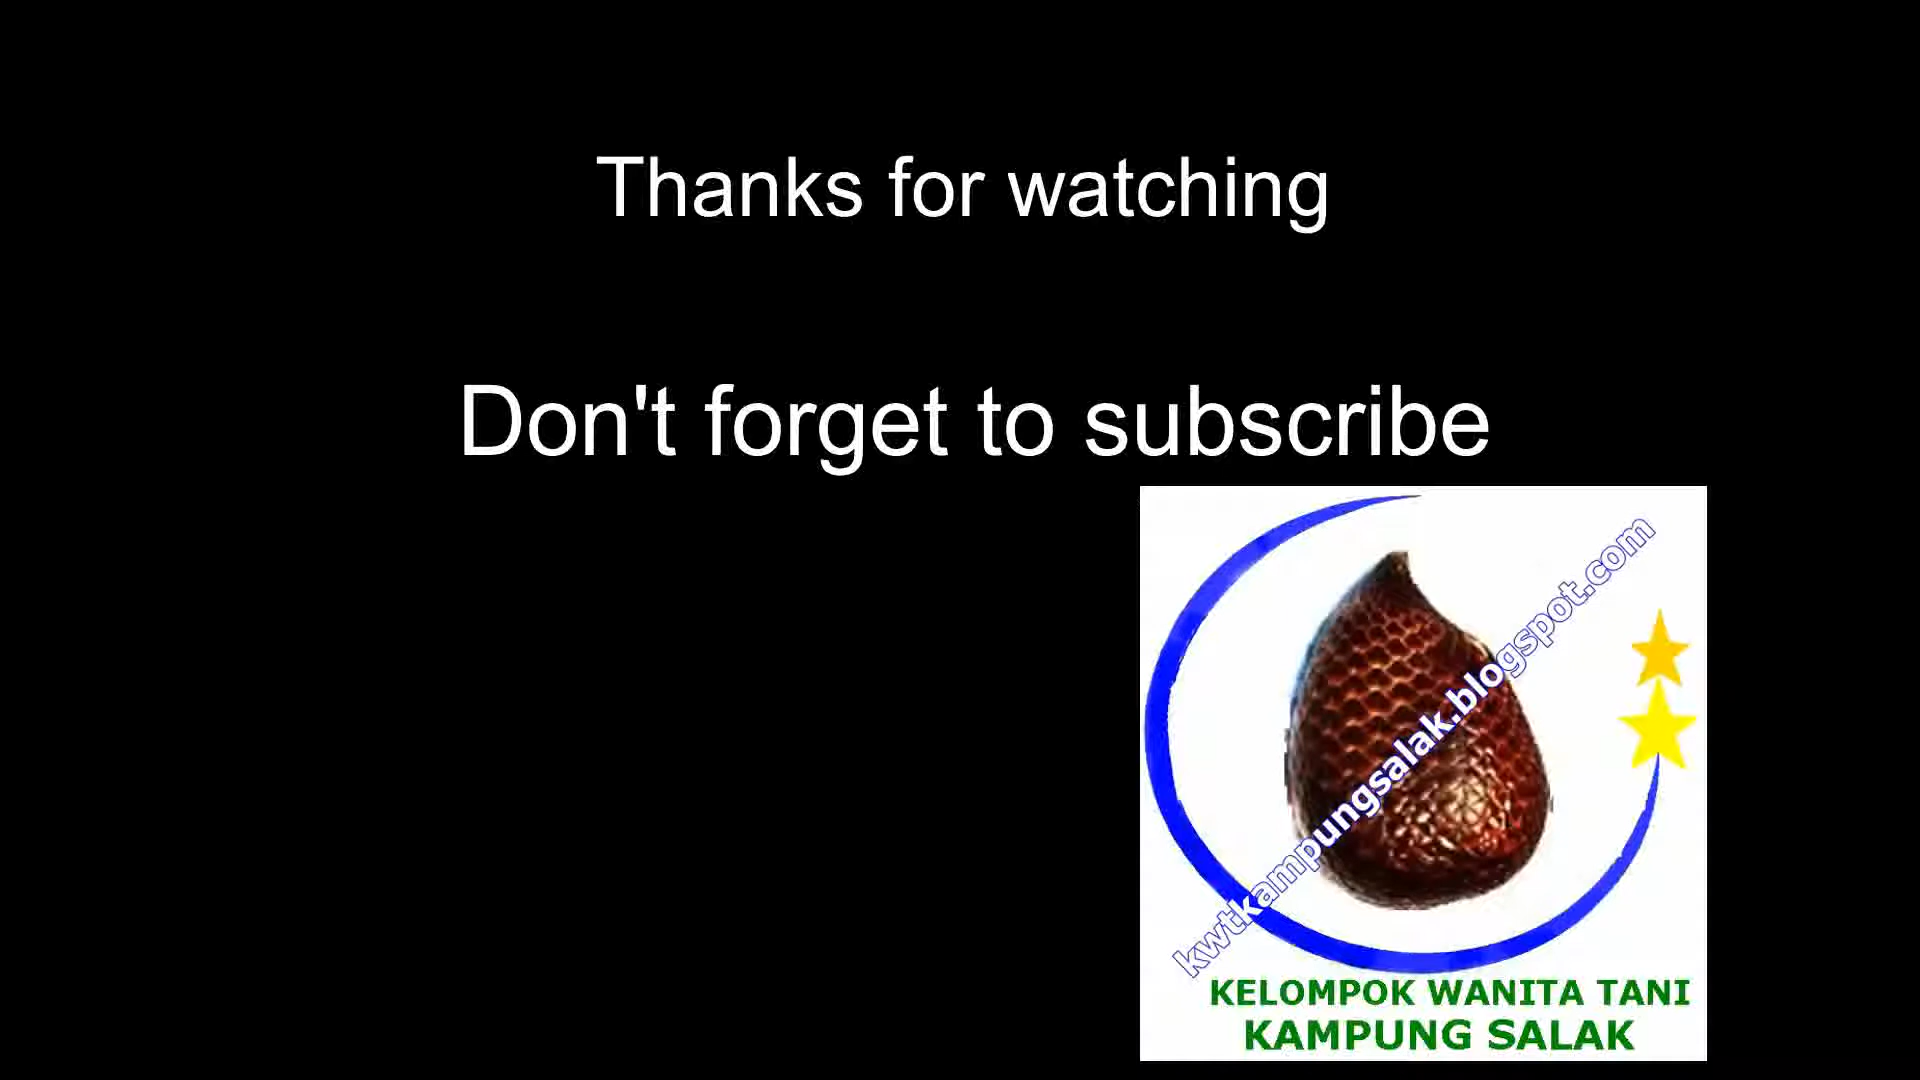 Thanks for watching
Don't forget to subscribe
kwtkampungsalak.blogspot.com
KELOMPOK WANITA TANI
KAMPUNG SALAK